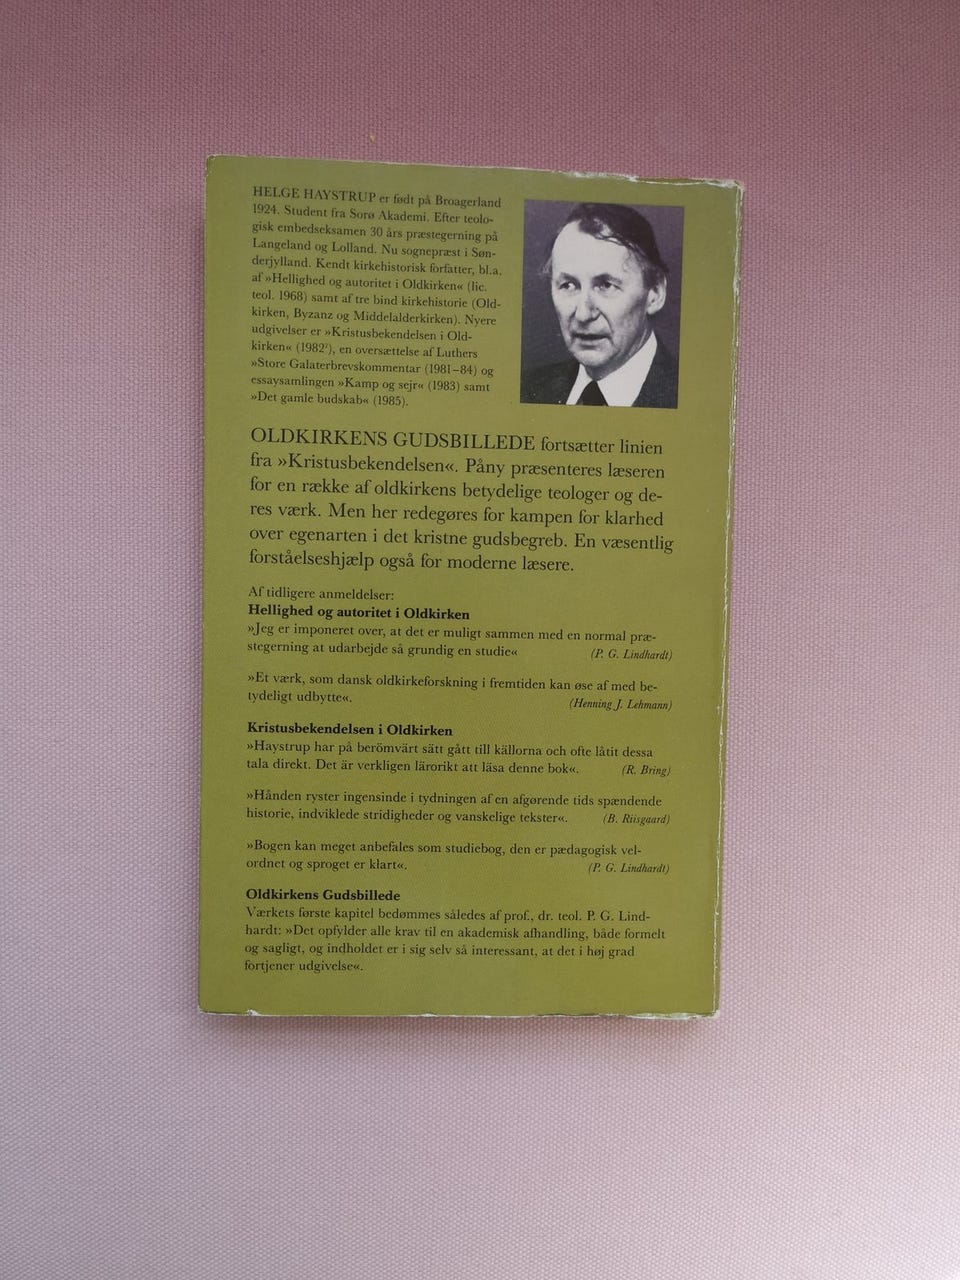 HELGE HAYSTRUP er født på Broagerland
1924. Student fra Sorø Akademi. Efter teolo-
gisk embedseksamen 30 års præstegerning på
Langeland og Lolland. Nu sognepræst i Søn-
derjylland. Kendt kirkehistorisk forfatter, bl.a.
af »Hellighed og autoritet i Oldkirken« (lic.
teol. 1968) samt af tre bind kirkehistorie (Old-
kirken, Byzanz og Middelalderkirken). Nyere
udgivelser er »Kristusbekendelsen i Old-
kirken« (1982²), en oversættelse af Luthers
»Store Galaterbrevskommentar (1981–84) og
essaysamlingen »Kamp og sejr« (1983) samt
»Det gamle budskab« (1985).
OLDKIRKENS GUDSBILLEDE fortsætter linien
fra »Kristusbekendelsen«. Påny præsenteres læseren
for en række af oldkirkens betydelige teologer og de-
res værk. Men her redegøres for kampen for klarhed
over egenarten i det kristne gudsbegreb. En væsentlig
forståelseshjælp også for moderne læsere.
Af tidligere anmeldelser:
Hellighed og autoritet i Oldkirken
»Jeg er imponeret over, at det er muligt sammen med en normal præ-
stegerning at udarbejde så grundig en studie« (P. G. Lindhardt)
»Et værk, som dansk oldkirkeforskning i fremtiden kan øse af med be-
tydeligt udbytte«. (Henning J. Lehmann)
Kristusbekendelsen i Oldkirken
»Haystrup har på berömvärt sätt gått till källorna och ofte låtit dessa
tala direkt. Det är verkligen lärorikt att läsa denne bok«. (R. Bring)
»Hånden ryster ingensinde i tydningen af en afgørende tids spændende
historie, indviklede stridigheder og vanskelige tekster«. (B. Riisgaard)
»Bogen kan meget anbefales som studiebog, den er pædagogisk vel-
ordnet og sproget er klart«. (P. G. Lindhardt)
Oldkirkens Gudsbillede
Værkets første kapitel bedømmes således af prof., dr. teol. P. G. Lind-
hardt: »Det opfylder alle krav til en akademisk afhandling, både formelt
og sagligt, og indholdet er i sig selv så interessant, at det i høj grad
fortjener udgivelse«.